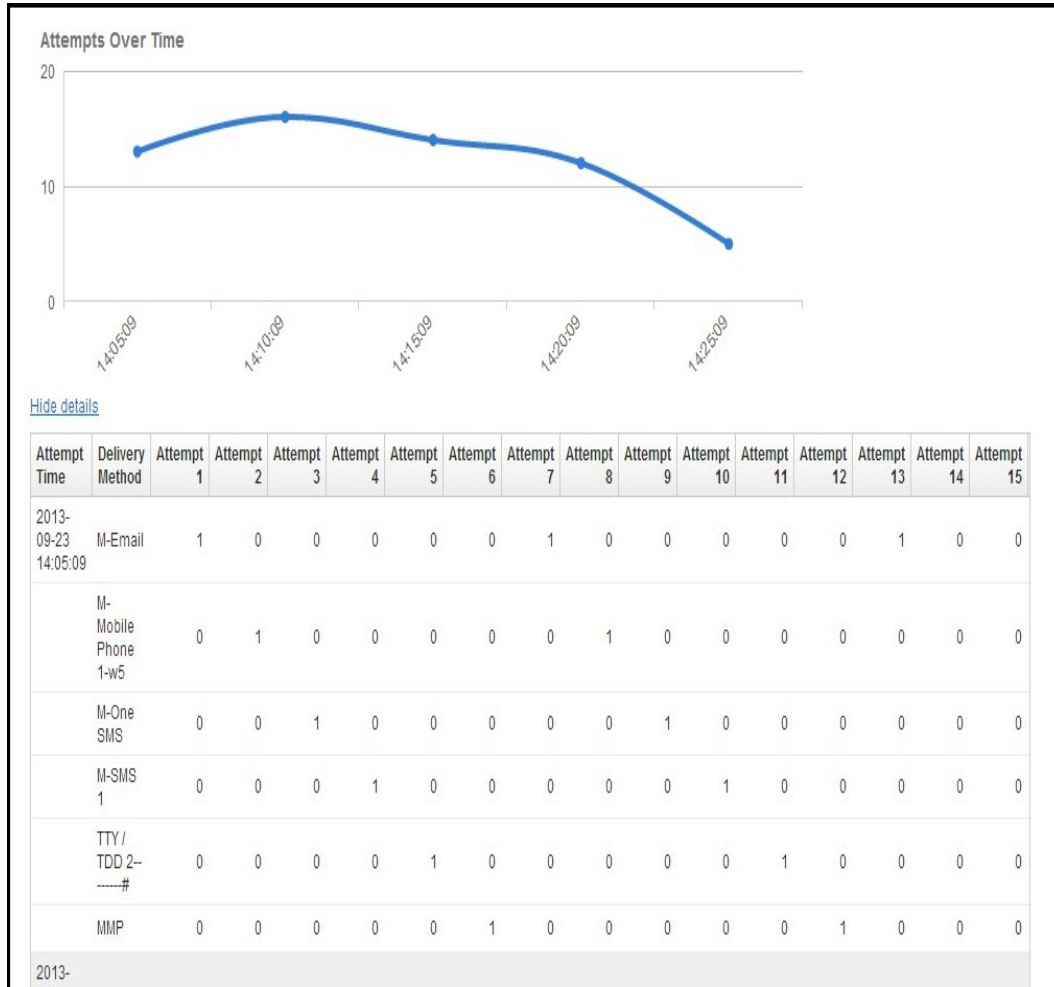 Attempts Over Time
20
10
0
14:05:09
14:10:09
14:15:09
14:20:09
14:25:09
Hide details
Attempt Time Delivery Method Attempt 1 Attempt 2 Attempt 3 Attempt 4 Attempt 5 Attempt 6 Attempt 7 Attempt 8 Attempt 9 Attempt 10 Attempt 11 Attempt 12 Attempt 13 Attempt 14 Attempt 15
2013-09-23 14:05:09 M-Email 1 0 0 0 0 0 1 0 0 0 0 0 1 0 0
M-Mobile Phone 1-w5 0 1 0 0 0 0 0 1 0 0 0 0 0 0 0
M-One SMS 0 0 1 0 0 0 0 0 1 0 0 0 0 0 0
M-SMS 1 0 0 0 1 0 0 0 0 0 1 0 0 0 0 0
TTY / TDD 2---------# 0 0 0 0 1 0 0 0 0 0 1 0 0 0 0
MMP 0 0 0 0 0 1 0 0 0 0 0 1 0 0 0
2013-